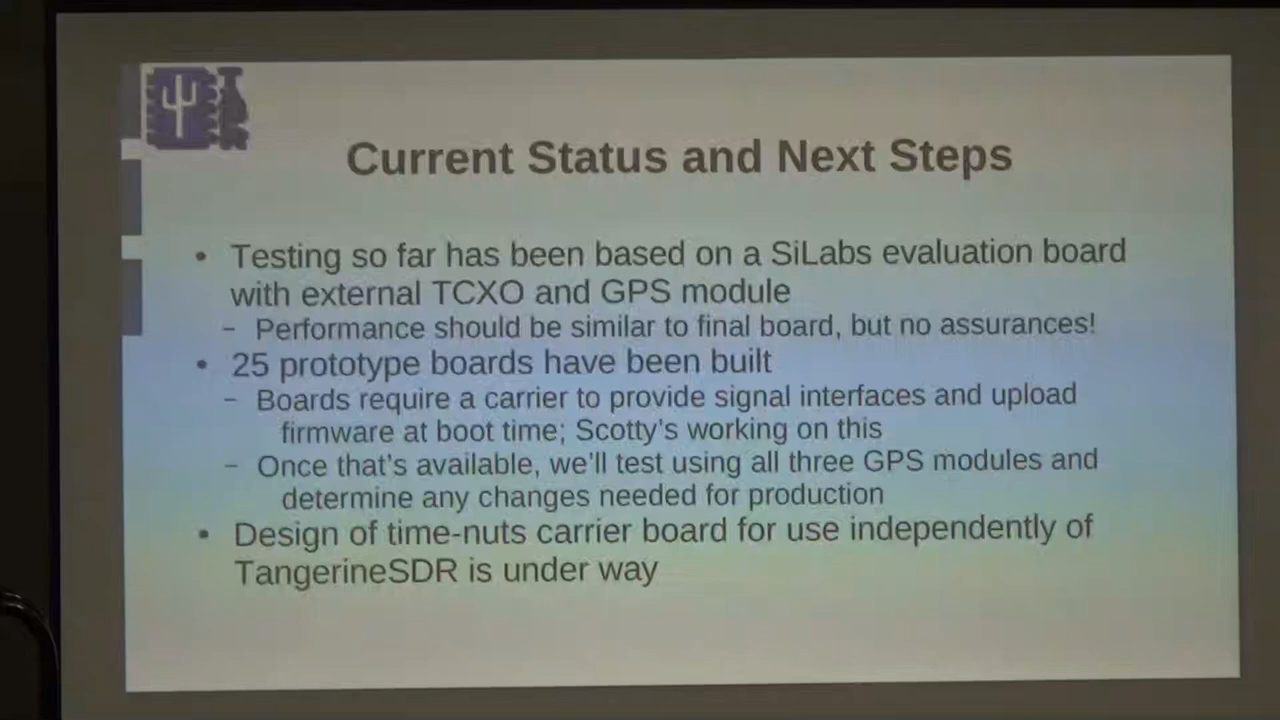 Current Status and Next Steps
• Testing so far has been based on a SiLabs evaluation board
with external TCXO and GPS module
– Performance should be similar to final board, but no assurances!
• 25 prototype boards have been built
– Boards require a carrier to provide signal interfaces and upload
firmware at boot time; Scotty's working on this
– Once that's available, we'll test using all three GPS modules and
determine any changes needed for production
• Design of time-nuts carrier board for use independently of
TangerineSDR is under way